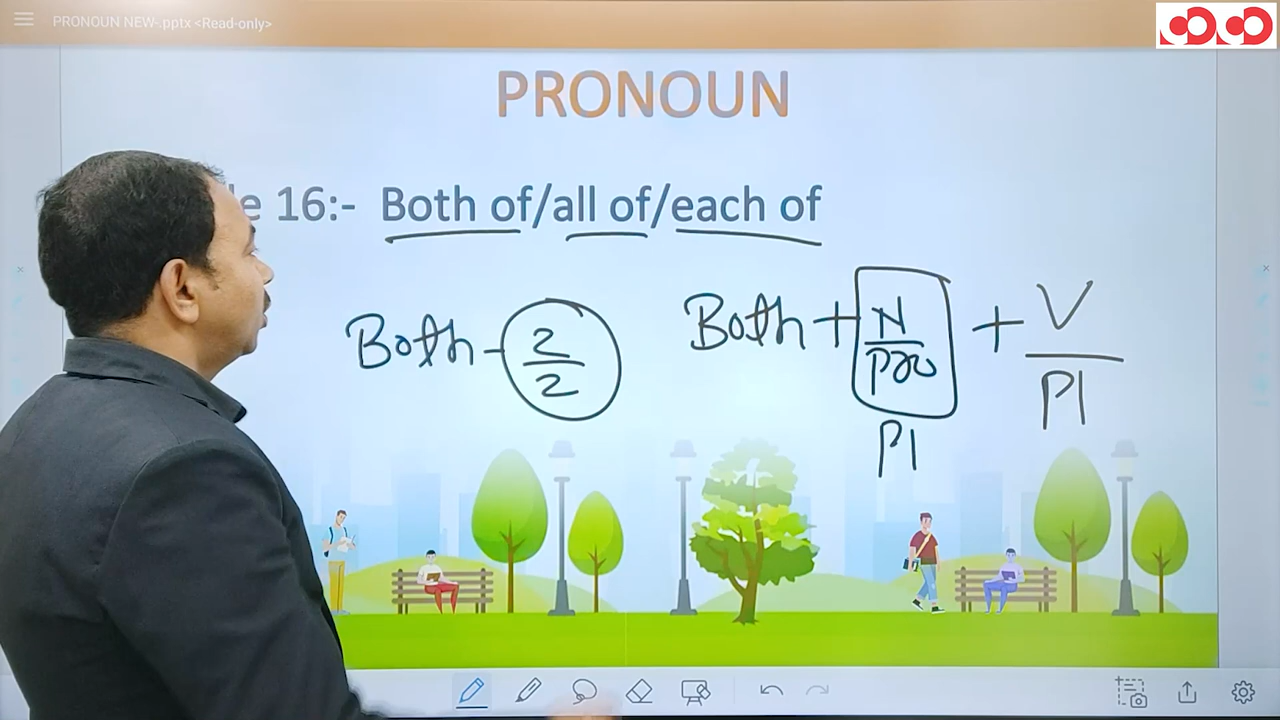 PRONOUN NEW-.pptx <Read-only>
PRONOUN
16:- Both of/all of/each of
Both - 2/2
Both + N/Pro + V/Pl
Pl